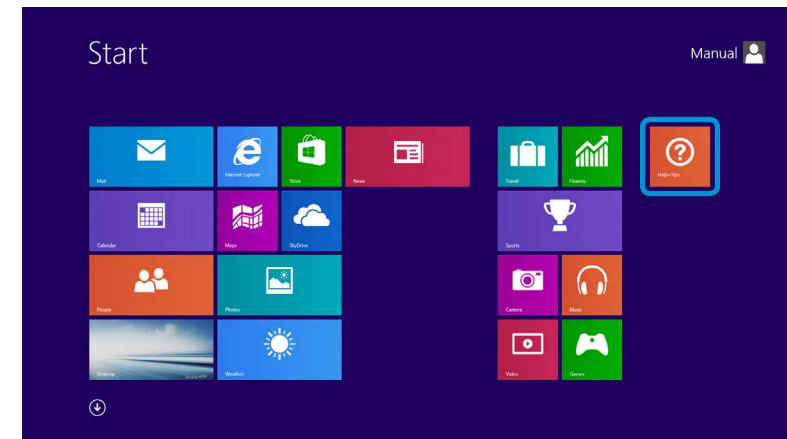 Start
Manual
Mail
Internet Explorer
Store
News
Travel
Finance
Help+Tips
Calendar
Maps
SkyDrive
Sports
People
Photos
Camera
Music
Desktop
Weather
Video
Games